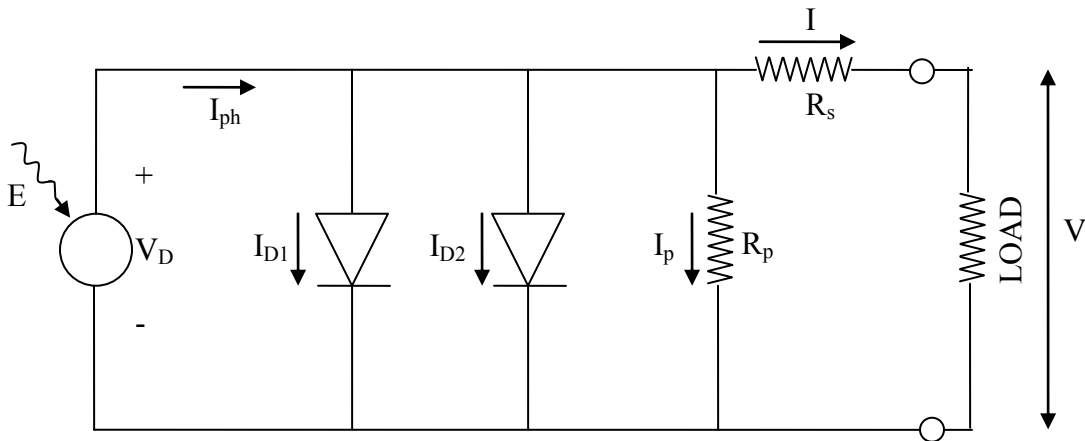 I
I_ph
R_s
+
E
V_D
-
I_D1
I_D2
I_p
R_p
LOAD
V